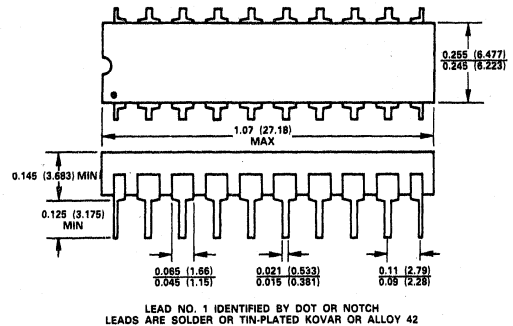 0.255 (6.477)
0.245 (6.223)
1.07 (27.18)
MAX
0.145 (3.683) MIN
0.125 (3.175)
MIN
0.065 (1.66)
0.045 (1.15)
0.021 (0.533)
0.015 (0.381)
0.11 (2.79)
0.09 (2.28)
LEAD NO. 1 IDENTIFIED BY DOT OR NOTCH
LEADS ARE SOLDER OR TIN-PLATED KOVAR OR ALLOY 42